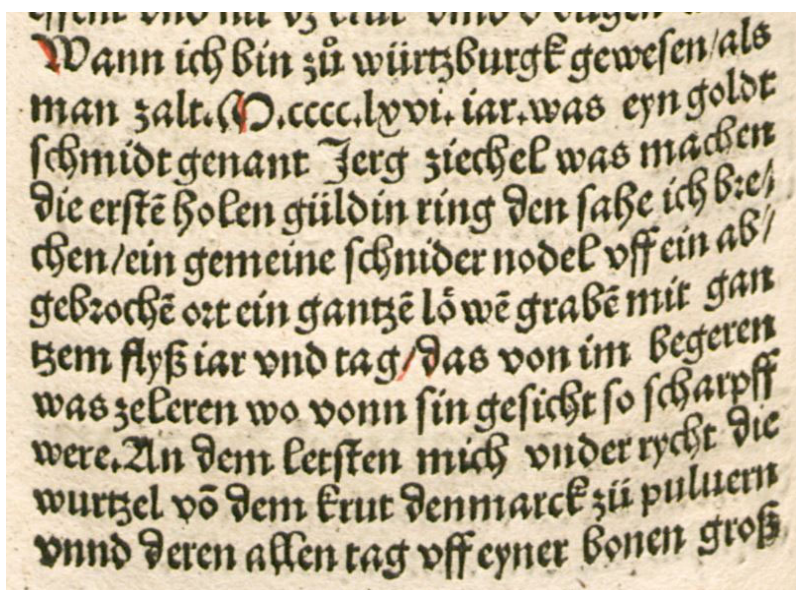 Wann ich bin zů würtzburgk gewesen/als
man zalt.M.cccc.lxvi.iar.was eyn goldt
schmidt genant Jerg ziechel was machen
die erstē holen güldin ring den sahe ich bre/
chen/ein gemeine schnider nodel vff ein ab/
gebrochē ort ein gantzē lőwē grabē mit gan
tzem flyß iar vnd tag/das von im begeren
was zeleren wo vonn sin gesicht so scharpff
were.An dem letsten mich vnder rycht die
wurtzel vō dem krut denmarck zü puluern
vnnd deren allen tag vff eyner bonen groß